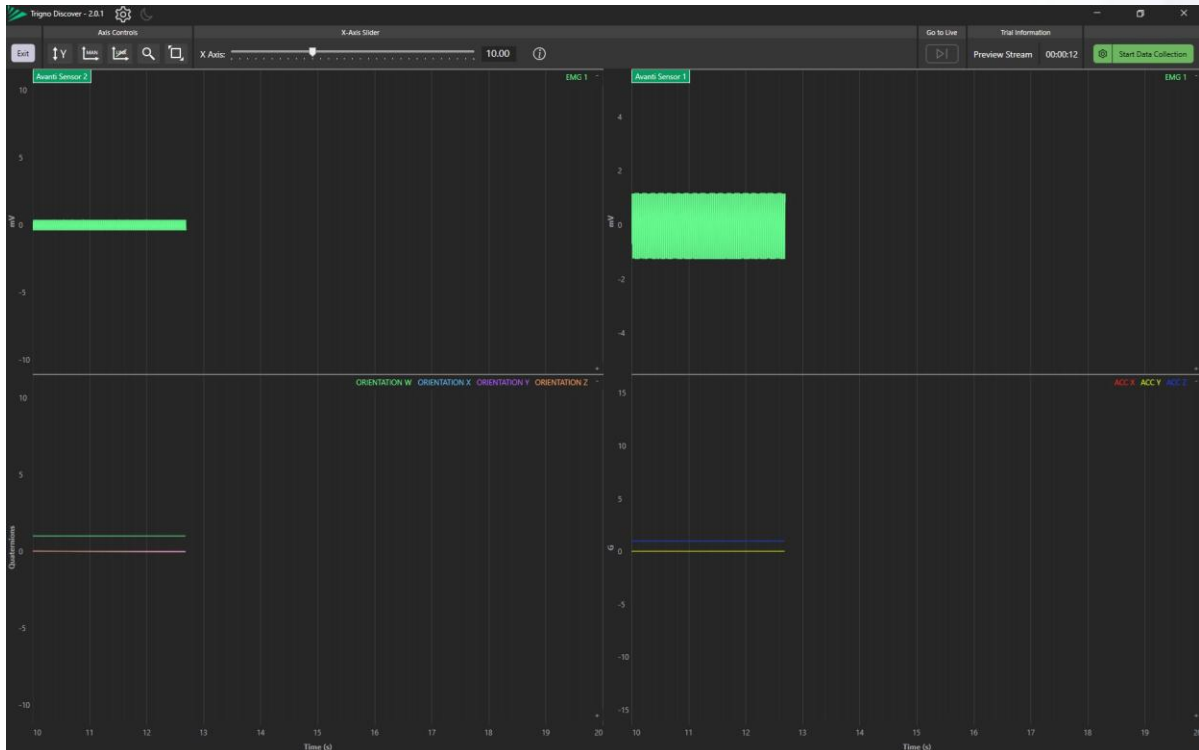 Trigno Discover - 2.0.1
Axis Controls
X-Axis Slider
Go to Live
Trial Information
Exit
Y
X Axis:
10.00
Preview Stream
00:00:12
Start Data Collection
Avanti Sensor 2
EMG 1
10
5
0
-5
-10
mV
Avanti Sensor 1
EMG 1
4
2
0
-2
-4
mV
ORIENTATION W ORIENTATION X ORIENTATION Y ORIENTATION Z
10
5
0
-5
-10
Quaternions
10 11 12 13 14 15 16 17 18 19 20
Time (s)
ACC X ACC Y ACC Z
15
10
5
0
-5
-10
-15
G
10 11 12 13 14 15 16 17 18 19
Time (s)